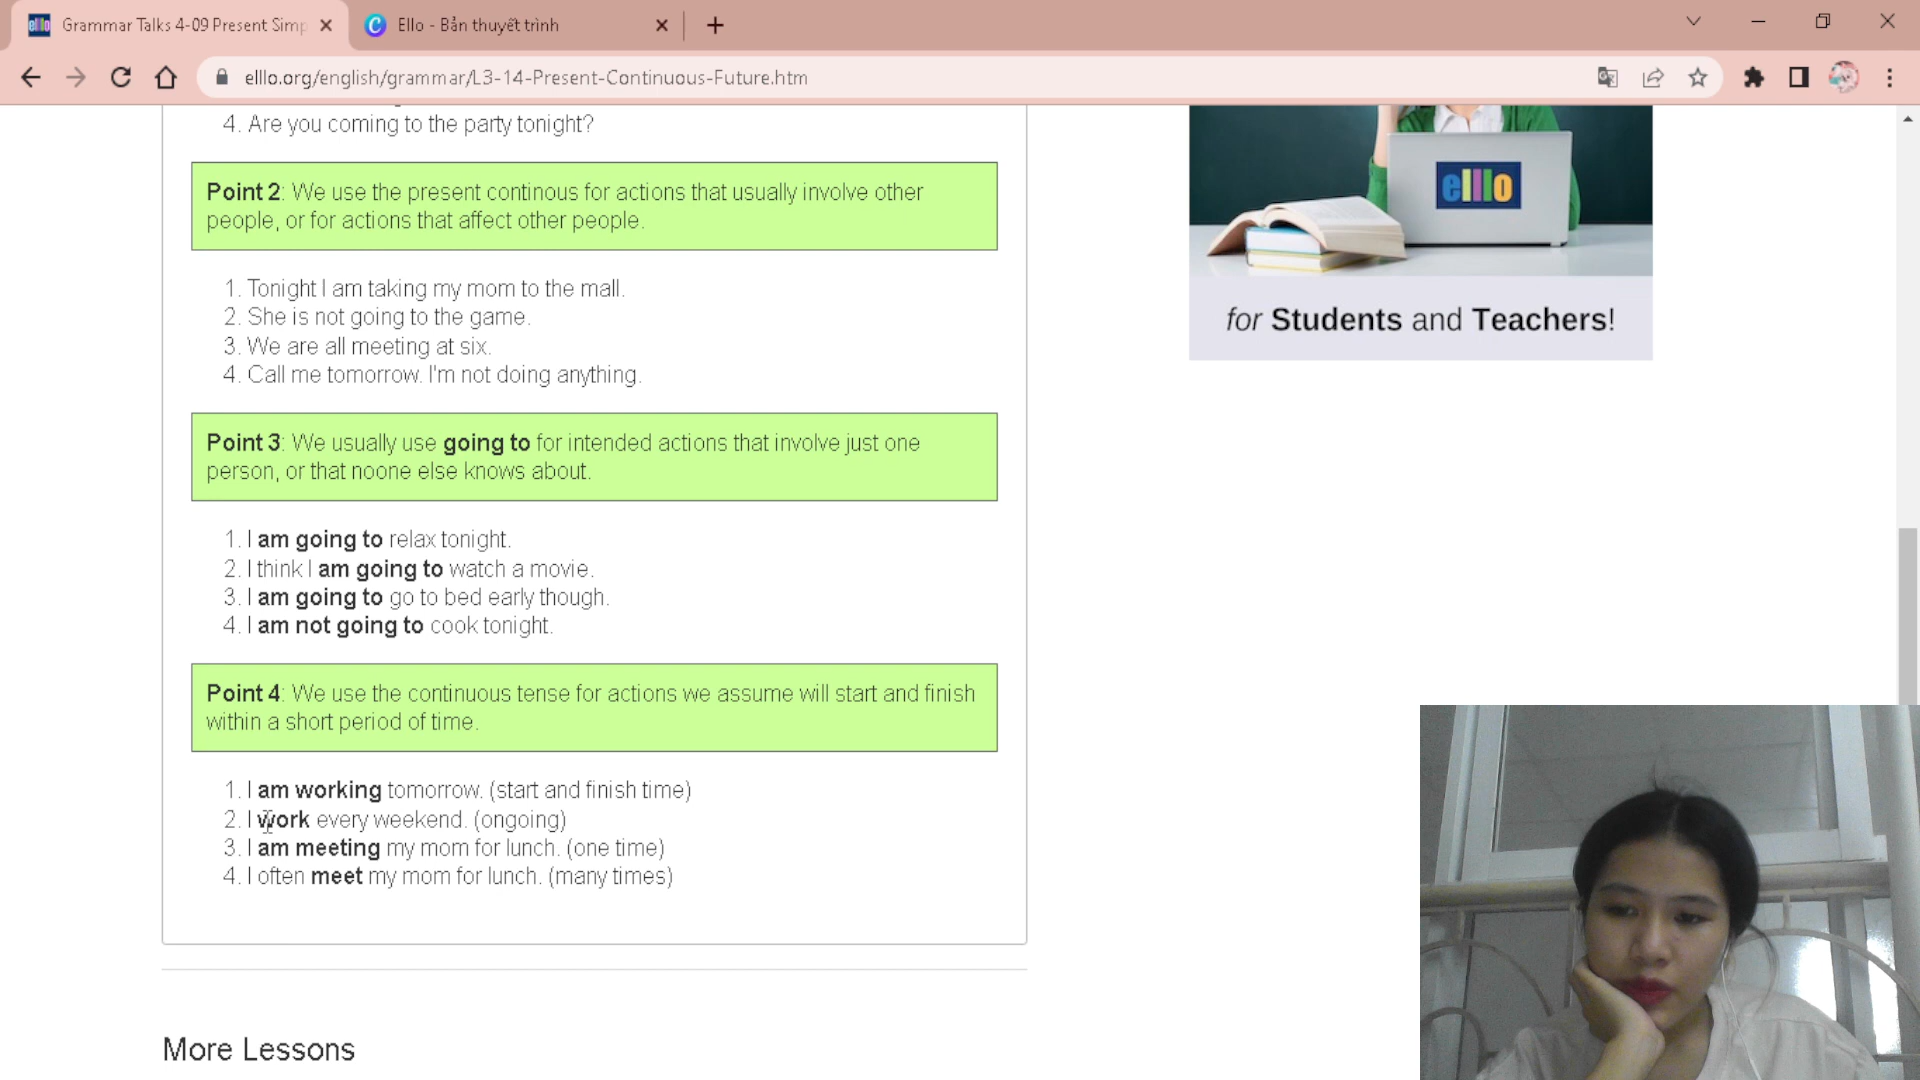 Grammar Talks 4-09 Present Simp
Ello - Bản thuyết trình
elllo.org/english/grammar/L3-14-Present-Continuous-Future.htm
4. Are you coming to the party tonight?
Point 2: We use the present continous for actions that usually involve other
people, or for actions that affect other people.
1. Tonight I am taking my mom to the mall.
2. She is not going to the game.
3. We are all meeting at six.
4. Call me tomorrow. I'm not doing anything.
Point 3: We usually use going to for intended actions that involve just one
person, or that noone else knows about.
1. I am going to relax tonight.
2. I think I am going to watch a movie.
3. I am going to go to bed early though.
4. I am not going to cook tonight.
Point 4: We use the continuous tense for actions we assume will start and finish
within a short period of time.
1. I am working tomorrow. (start and finish time)
2. I work every weekend. (ongoing)
3. I am meeting my mom for lunch. (one time)
4. I often meet my mom for lunch. (many times)
More Lessons
elllo
for Students and Teachers!